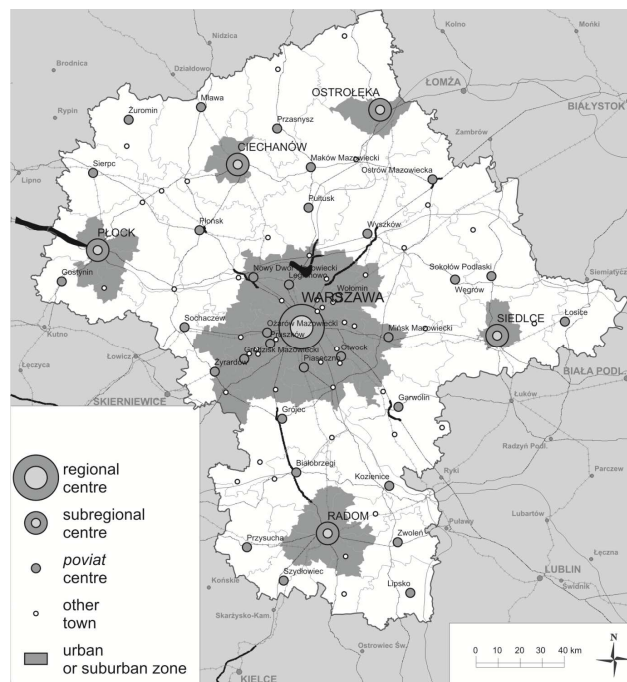 Nidzica
Kolno
Mońki
Brodnica
Działdowo
OSTROŁĘKA
ŁOMŻA
Mława
Żuromin
BIAŁYSTOK
Rypin
Przasnysz
Zambrów
CIECHANÓW
Sierpc
Maków Mazowiecki
Ostrów Mazowiecka
Lipno
Pułtusk
Płońsk
Wyszków
PŁOCK
Gostynin
Nowy Dwór Mazowiecki
Legionowo
Sokołów Podlaski
Siemiatycze
Wołomin
Węgrów
WARSZAWA
SIEDLCE
Łosice
Sochaczew
Ożarów Mazowiecki
Mińsk Mazowiecki
Kutno
Pruszków
Łowicz
Grodzisk Mazowiecki
Otwock
Łęczyca
Żyrardów
Piaseczno
BIAŁA PODL.
SKIERNIEWICE
Łuków
Garwolin
Grójec
Radzyń Podl.
Białobrzegi
Ryki
Parczew
Kozienice
RADOM
Puławy
Lubartów
Przysucha
Zwoleń
Łęczna
Szydłowiec
LUBLIN
Końskie
Lipsko
Świdnik
Skarżysko-Kam.
Ostrowiec Św.
KIELCE
regional
centre
subregional
centre
poviat
centre
other
town
urban
or suburban zone
N
0 10 20 30 40 km